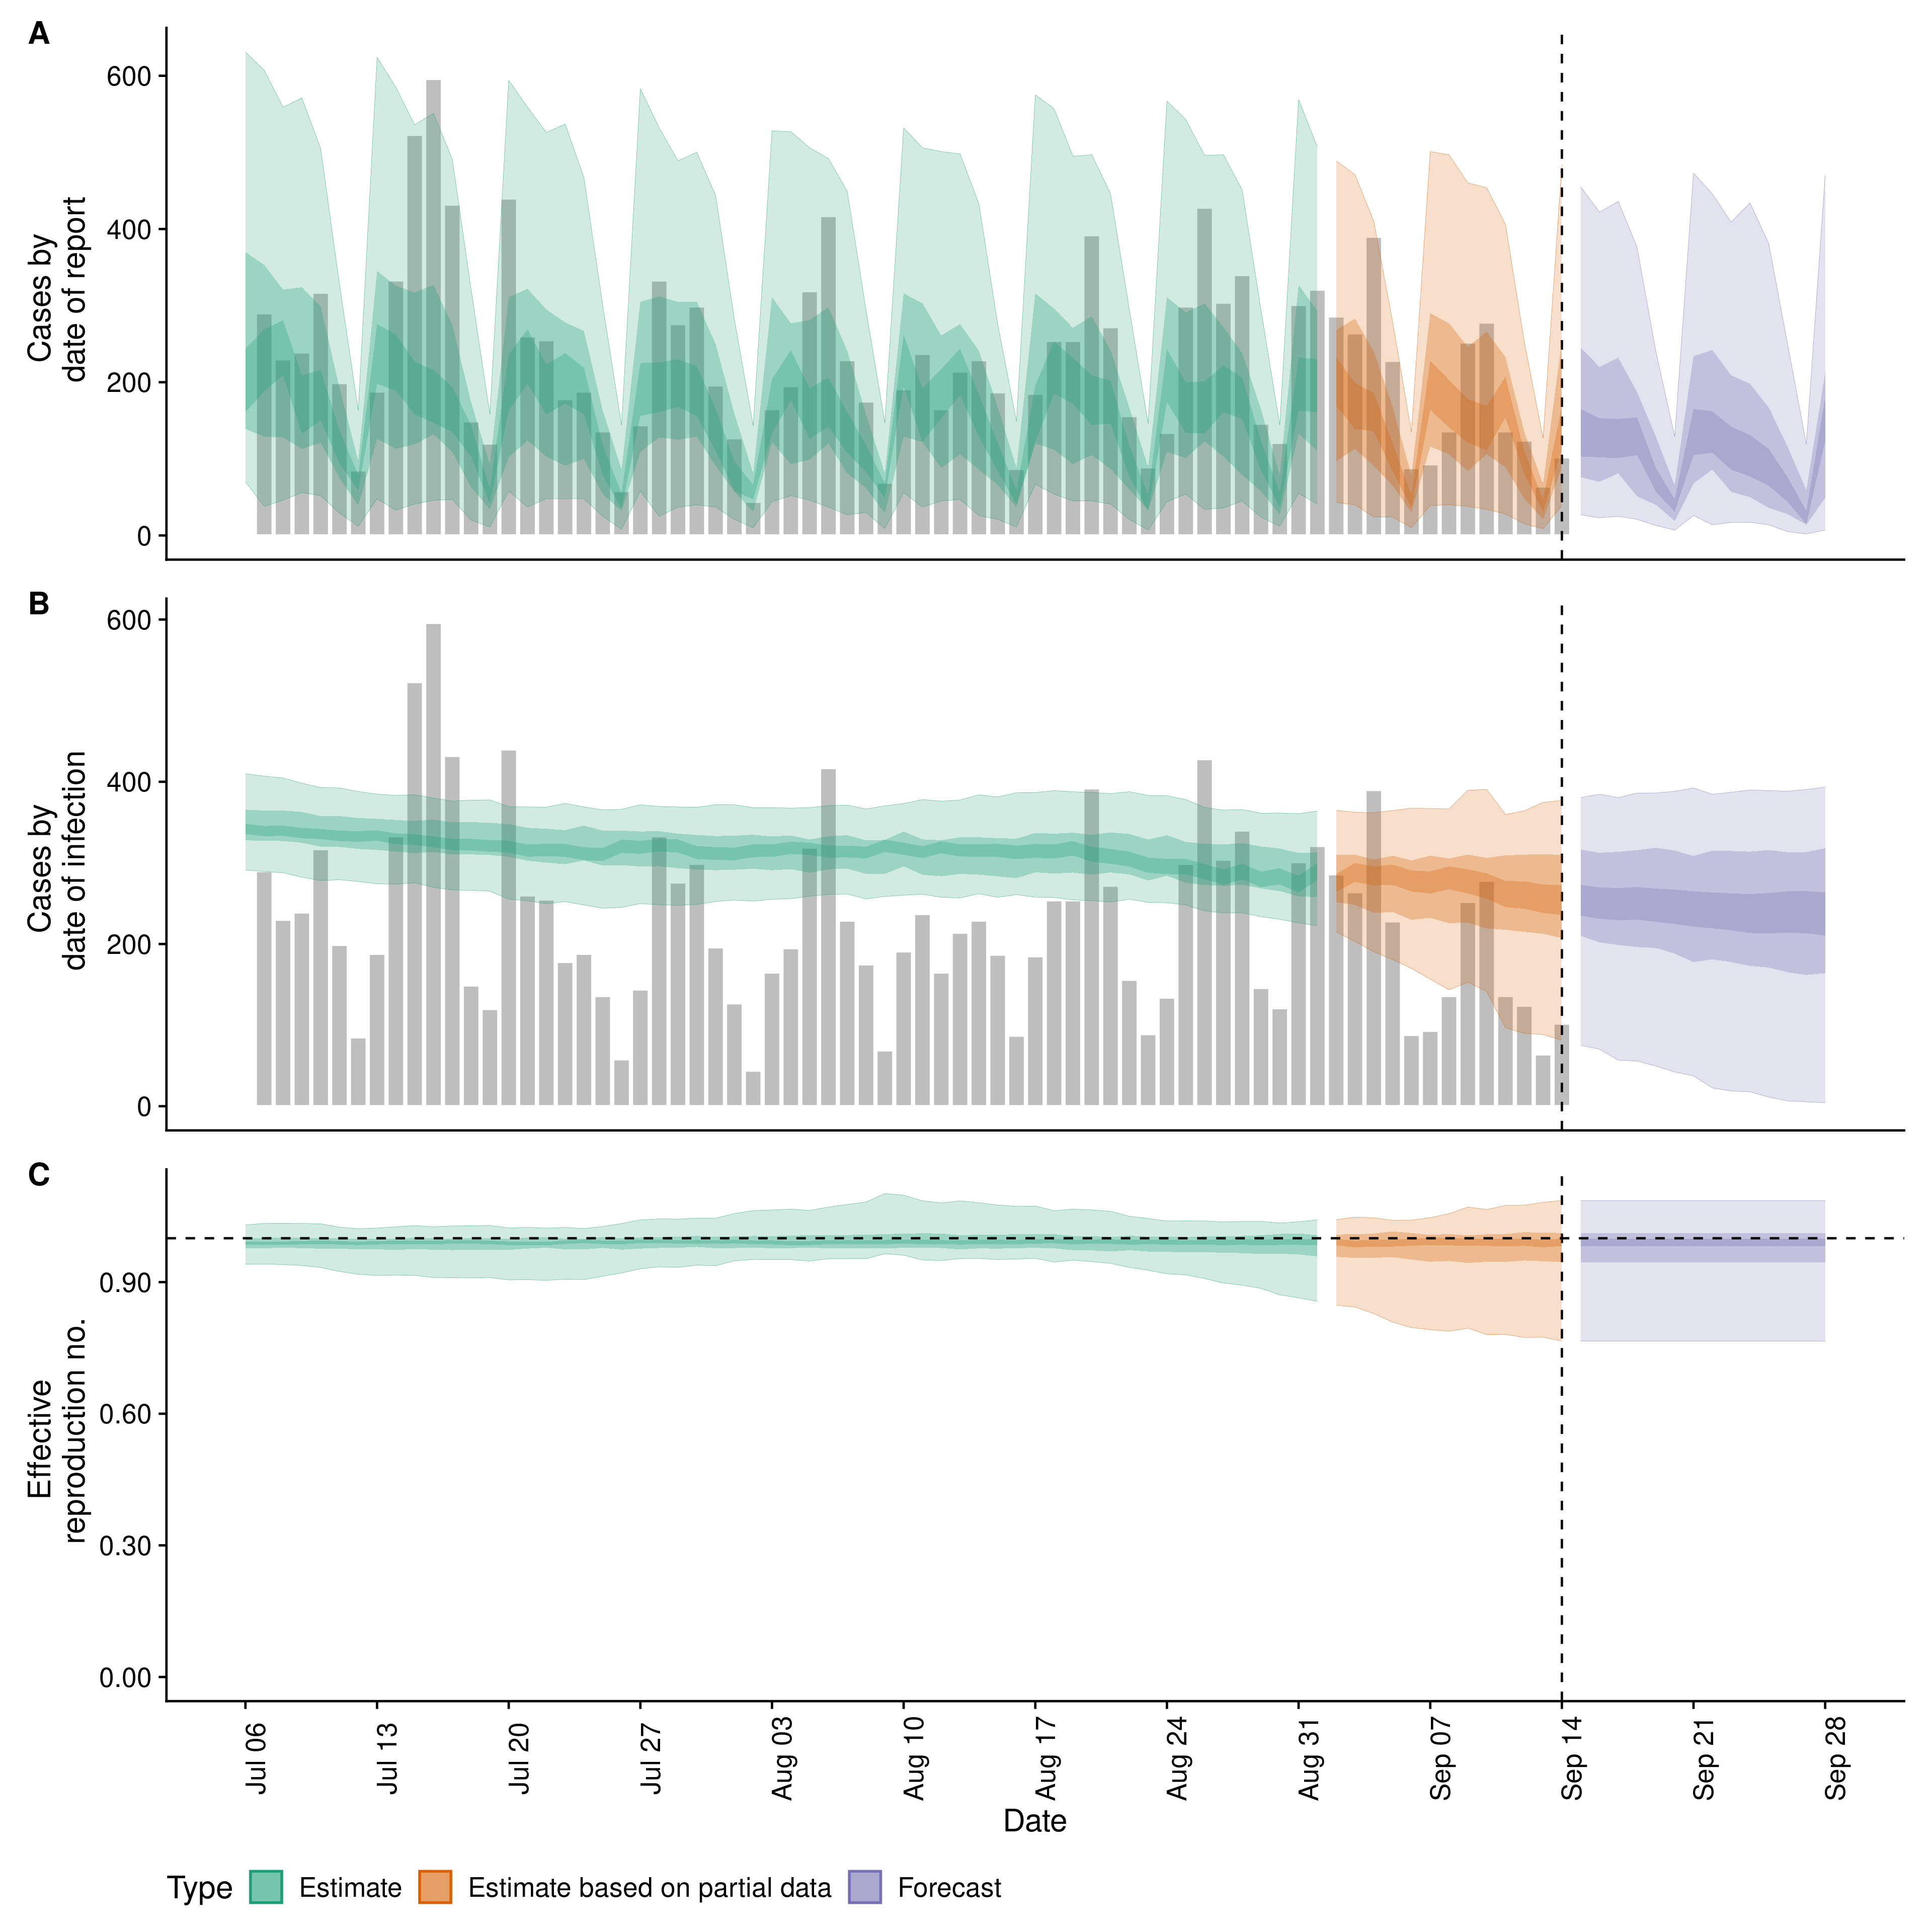 A
600
400
200
0
Cases by
date of report
B
600
400
200
0
Cases by
date of infection
C
0.90
0.60
0.30
0.00
Effective
reproduction no.
Jul 06
Jul 13
Jul 20
Jul 27
Aug 03
Aug 10
Aug 17
Aug 24
Aug 31
Sep 07
Sep 14
Sep 21
Sep 28
Date
Type Estimate Estimate based on partial data Forecast